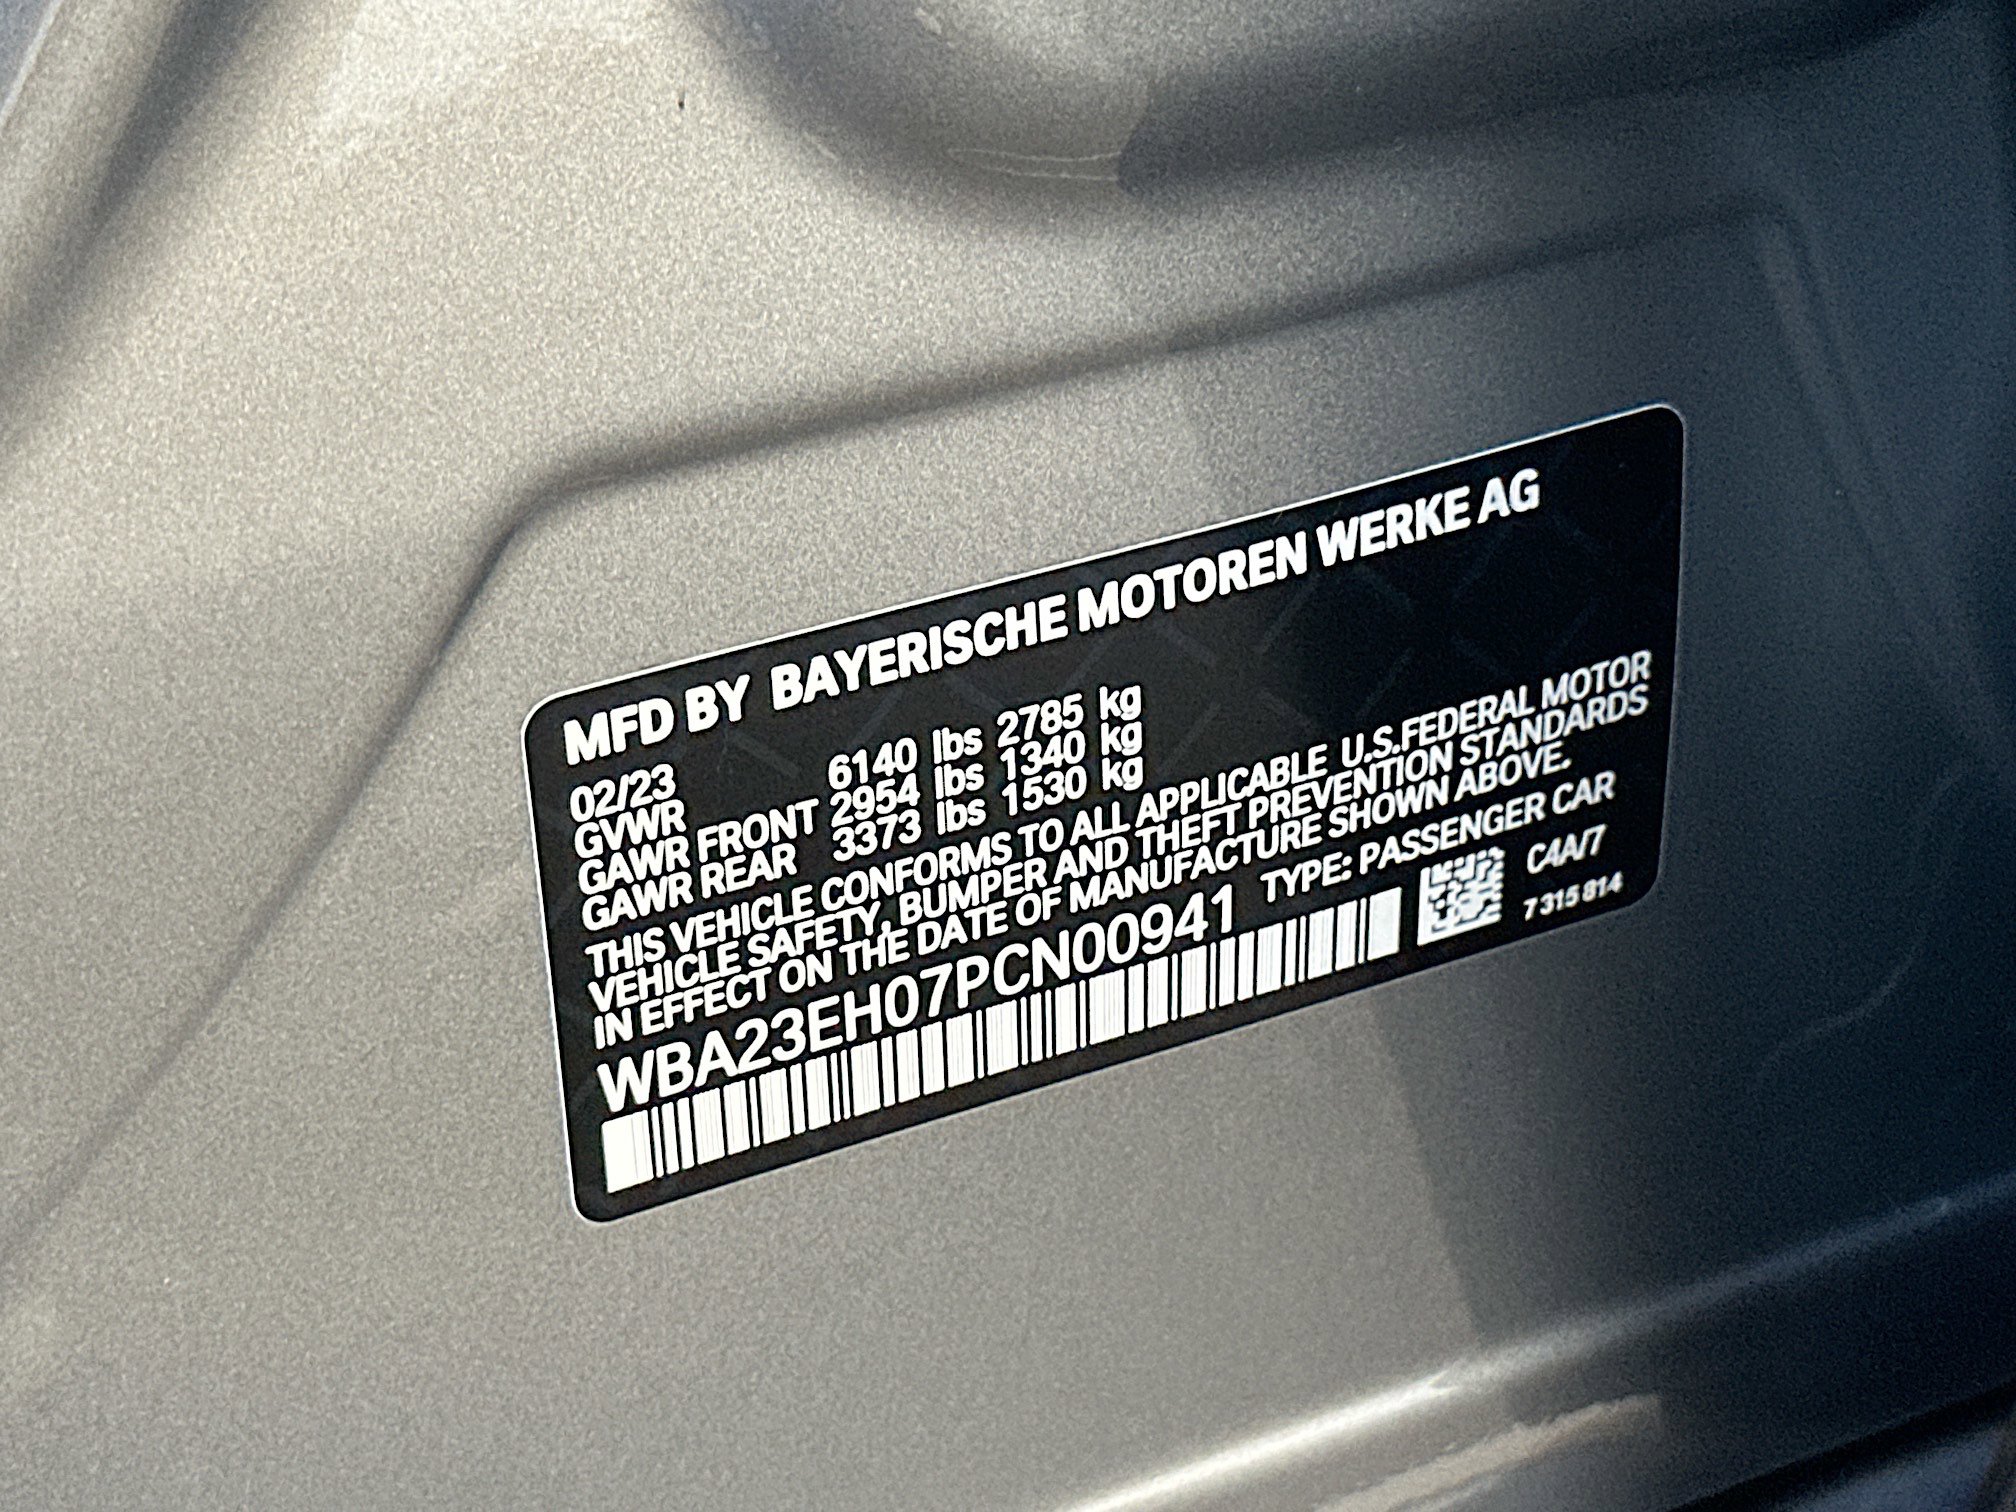 MFD BY BAYERISCHE MOTOREN WERKE AG
02/23
GVWR 6140 lbs 2785 kg
GAWR FRONT 2954 lbs 1340 kg
GAWR REAR 3373 lbs 1530 kg
THIS VEHICLE CONFORMS TO ALL APPLICABLE U.S.FEDERAL MOTOR
VEHICLE SAFETY, BUMPER AND THEFT PREVENTION STANDARDS
IN EFFECT ON THE DATE OF MANUFACTURE SHOWN ABOVE.
WBA23EH07PCN00941 TYPE: PASSENGER CAR
C4A/7
7 315 814